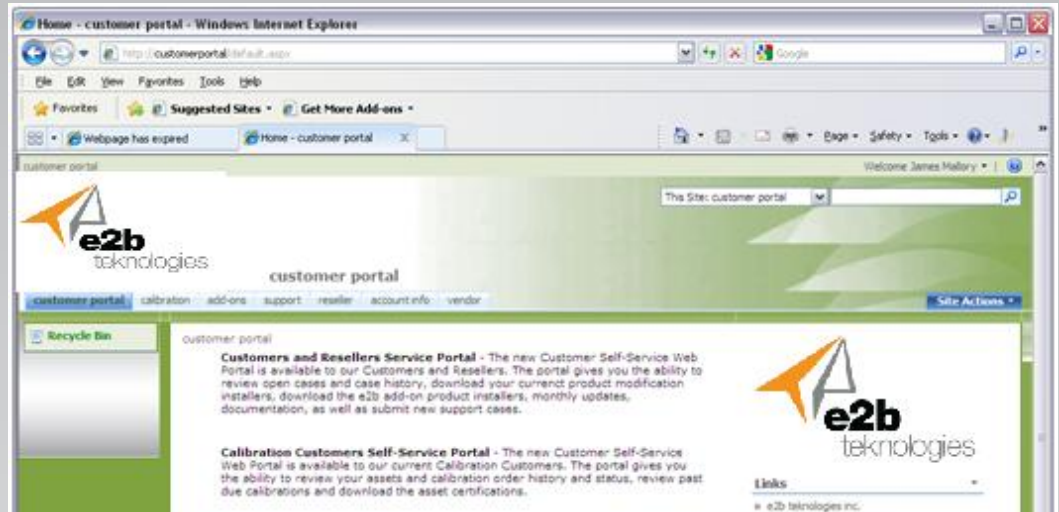 Home - customer portal - Windows Internet Explorer
http://customerportal/default.aspx
Google
File Edit View Favorites Tools Help
Favorites Suggested Sites Get More Add-ons
Webpage has expired Home - customer portal X Page Safety Tools
customer portal Welcome James Mallory
This Site: customer portal
e2b
teknologies
customer portal
customer portal calibration add-ons support reseller account info vendor Site Actions
Recycle Bin
customer portal
Customers and Resellers Service Portal - The new Customer Self-Service Web
Portal is available to our Customers and Resellers. The portal gives you the ability to
review open cases and case history, download your currenct product modification
installers, download the e2b add-on product installers, monthly updates,
documentation, as well as submit new support cases.
Calibration Customers Self-Service Portal - The new Customer Self-Service
Web Portal is available to our current Calibration Customers. The portal gives you
the ability to review your assets and calibration order history and status, review past
due calibrations and download the asset certifications.
e2b
teknologies
Links
e2b teknologies inc.